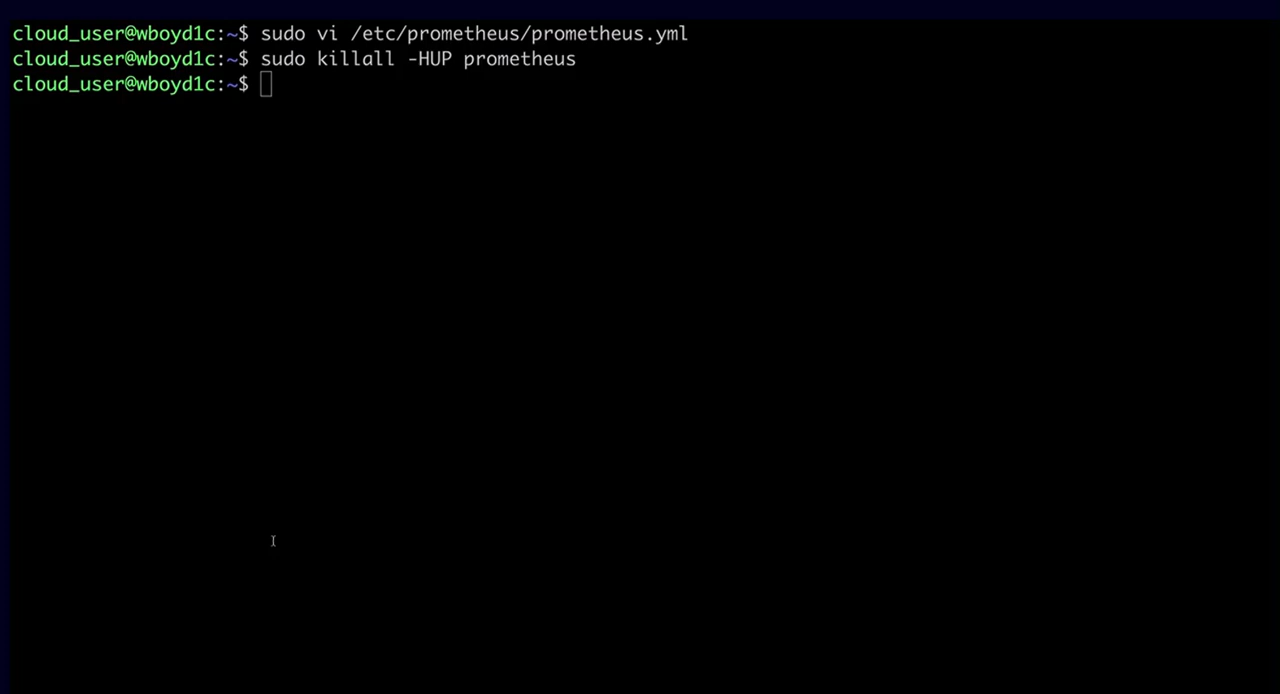 cloud_user@wboyd1c:~$ sudo vi /etc/prometheus/prometheus.yml
cloud_user@wboyd1c:~$ sudo killall -HUP prometheus
cloud_user@wboyd1c:~$